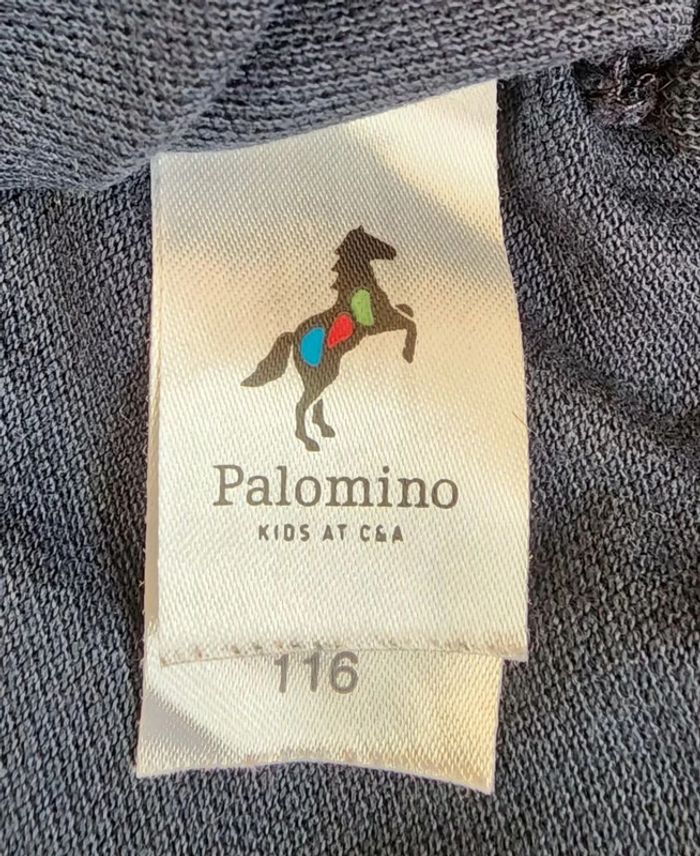 Palomino
KIDS AT C&A
116